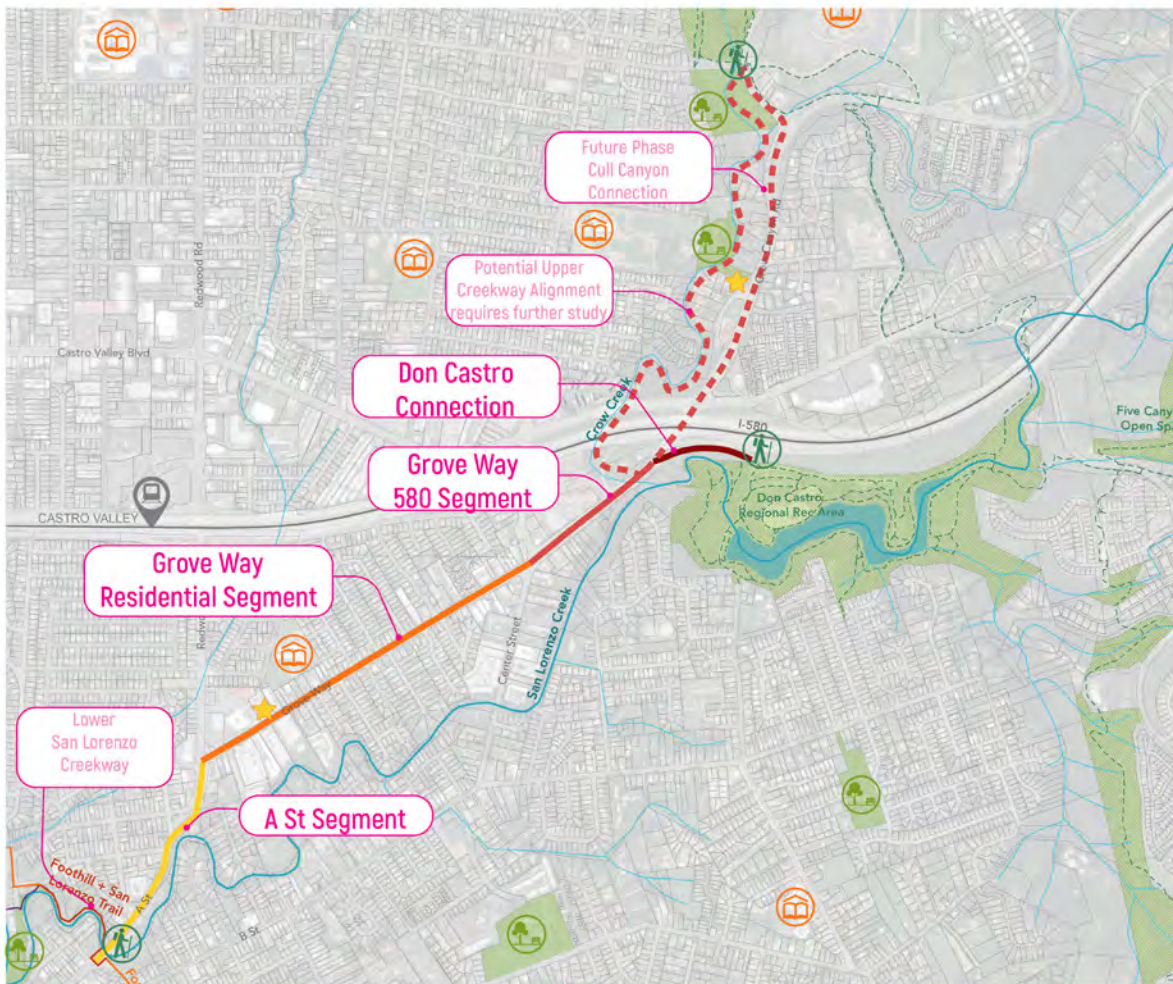 Future Phase
Cull Canyon
Connection
Redwood Rd
Potential Upper
Creekway Alignment
requires further study
Castro Valley Blvd
Don Castro
Connection
Crow Creek
I-580
Five Cany
Open Spa
Grove Way
580 Segment
Don Castro
Regional Rec Area
CASTRO VALLEY
Grove Way
Residential Segment
Redwo
Center Street
San Lorenzo Creek
Grove Way
Lower
San Lorenzo
Creekway
A St Segment
Foothill + San
Lorenzo Trail
A St
B St
Fo